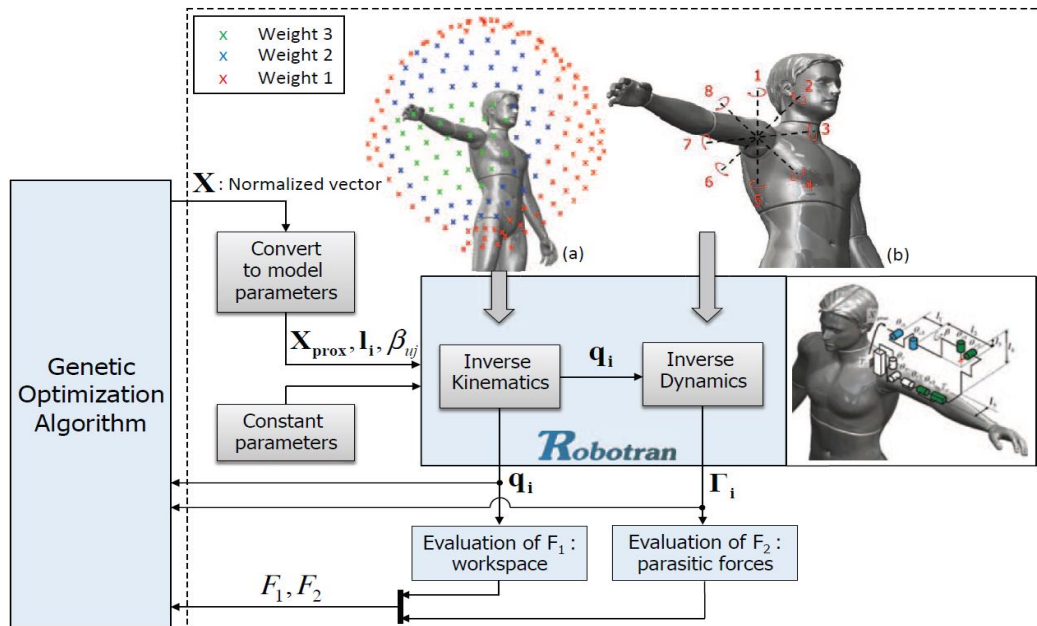 x Weight 3
x Weight 2
x Weight 1
1
2
3
4
5
6
7
8
(a)
(b)
X : Normalized vector
Convert
to model
parameters
X_prox, l_i, β_uj
Constant
parameters
Genetic
Optimization
Algorithm
Inverse
Kinematics
q_i
Inverse
Dynamics
Robotran
q_i
Γ_i
Evaluation of F_1 :
workspace
Evaluation of F_2 :
parasitic forces
F_1, F_2